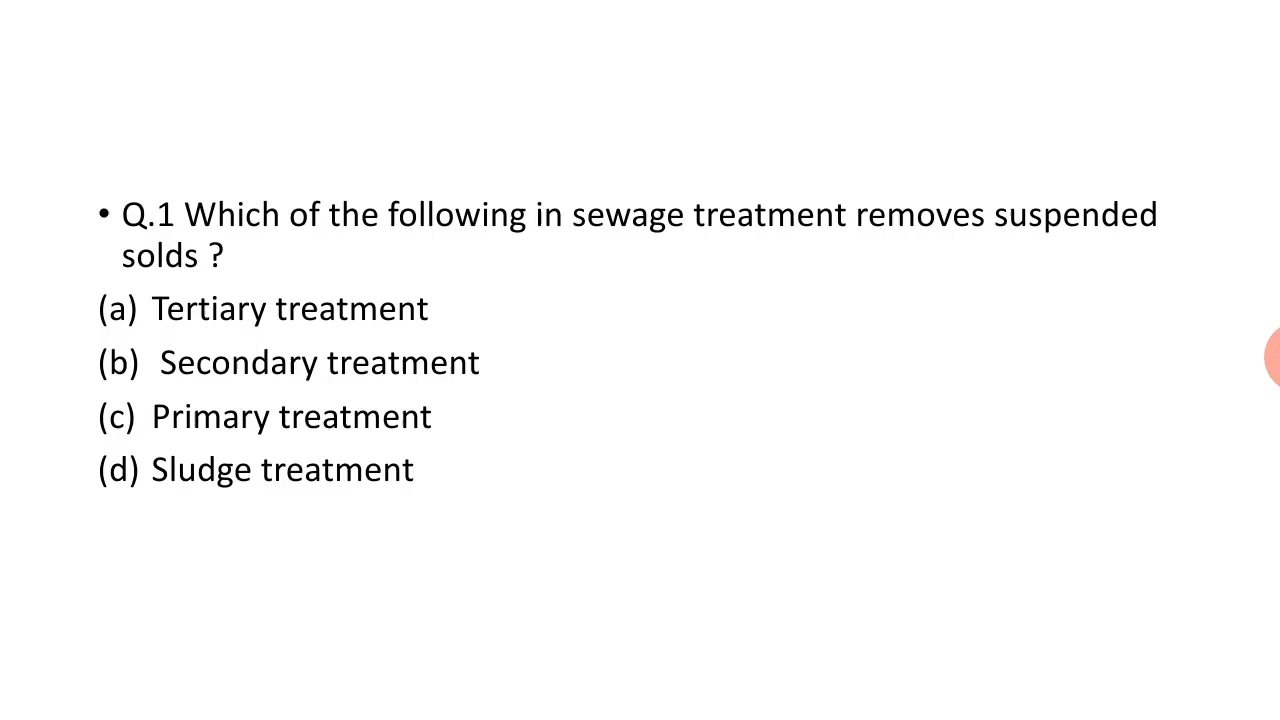 • Q.1 Which of the following in sewage treatment removes suspended
solds ?
(a) Tertiary treatment
(b) Secondary treatment
(c) Primary treatment
(d) Sludge treatment